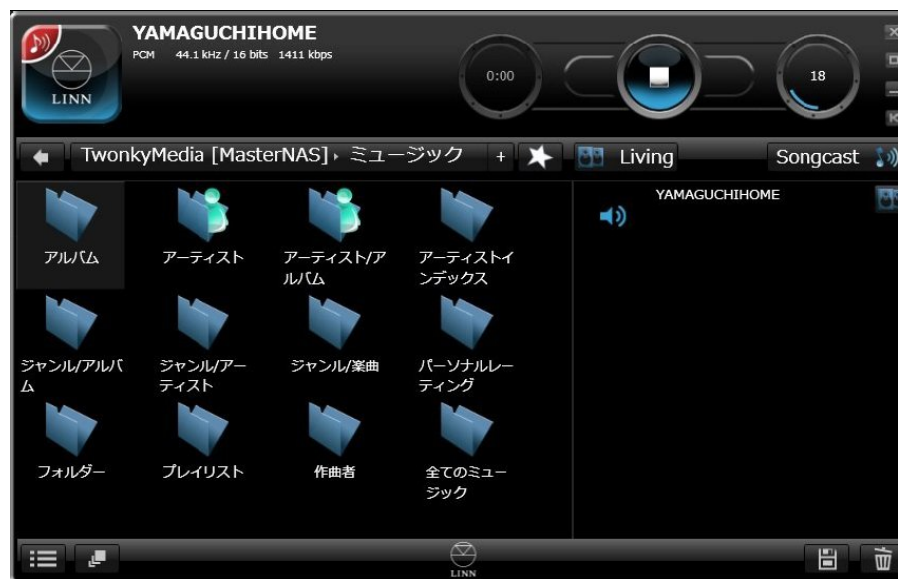 YAMAGUCHIHOME
PCM 44.1 kHz / 16 bits 1411 kbps
LINN
0:00
18
TwonkyMedia [MasterNAS] › ミュージック +
Living
Songcast
YAMAGUCHIHOME
アルバム
アーティスト
アーティスト/ア
ルバム
アーティストイ
ンデックス
ジャンル/アルバ
ム
ジャンル/アー
ティスト
ジャンル/楽曲
パーソナルレー
ティング
フォルダー
プレイリスト
作曲者
全てのミュー
ジック
LINN